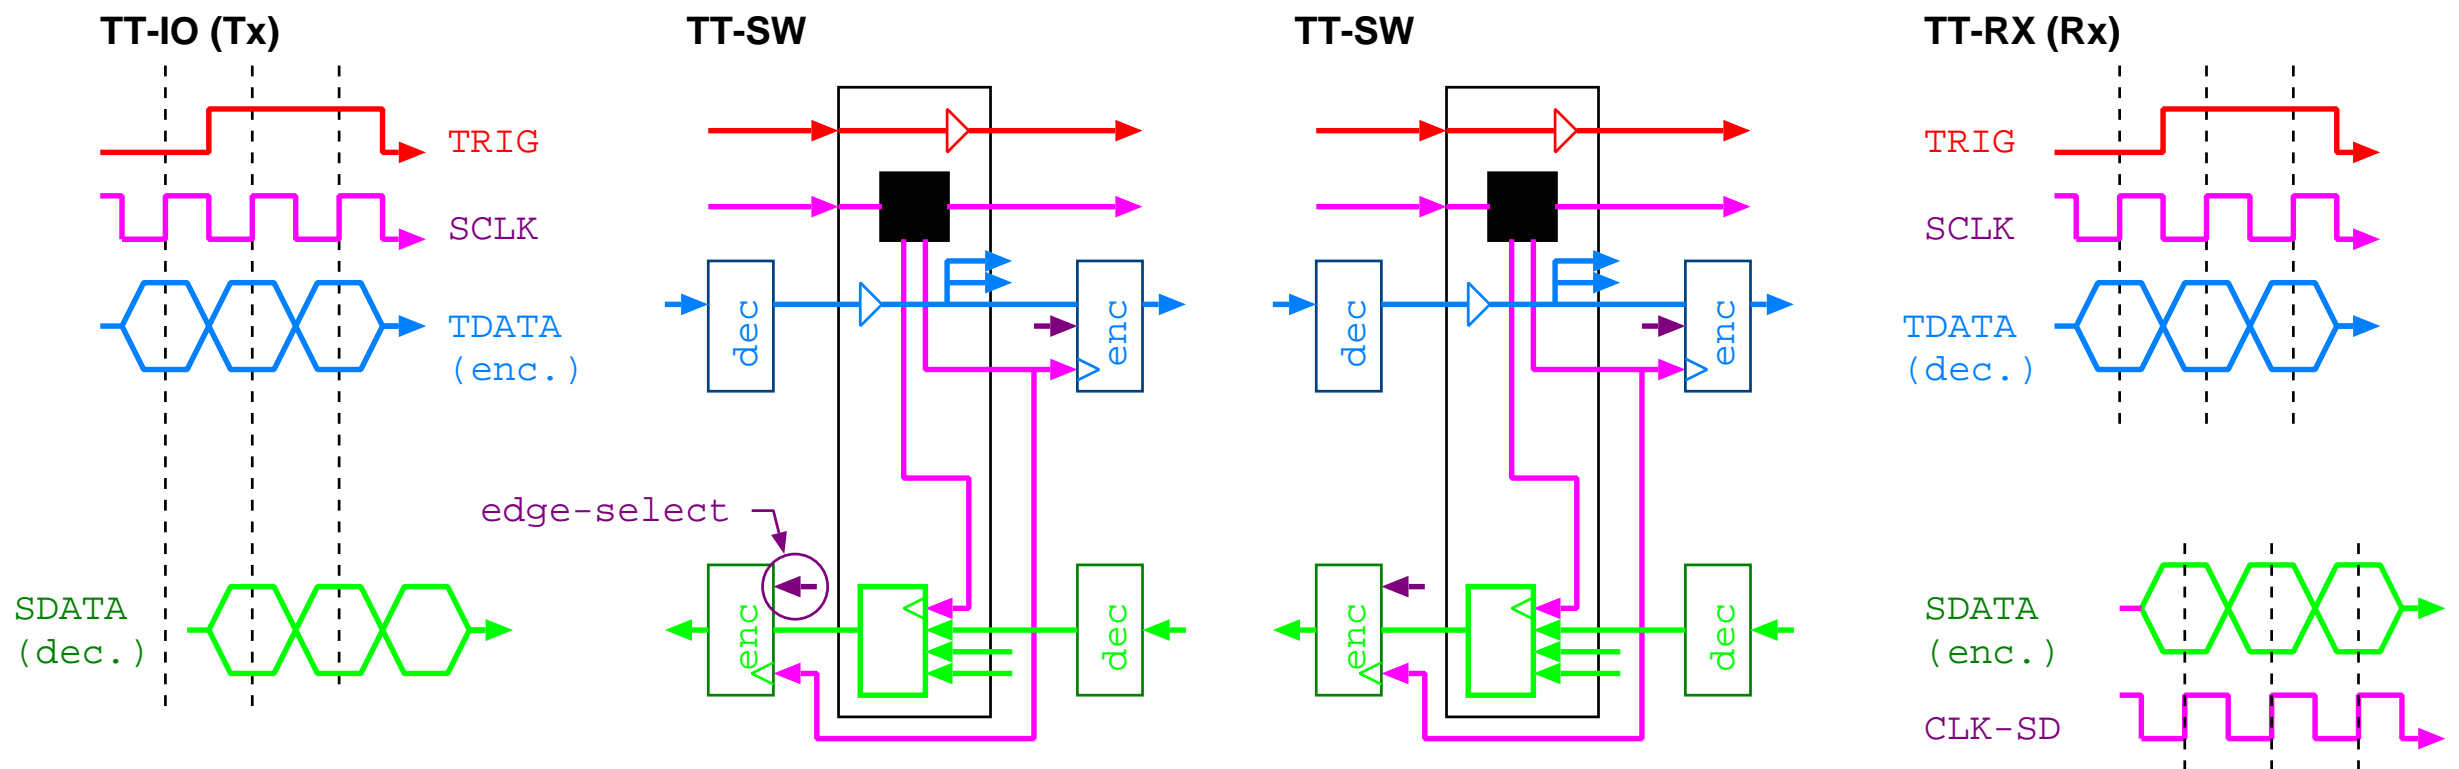 TT-IO (Tx)
TT-SW
TT-SW
TT-RX (Rx)
TRIG
SCLK
TDATA
(enc.)
SDATA
(dec.)
dec
enc
edge-select
enc
dec
dec
enc
enc
dec
TRIG
SCLK
TDATA
(dec.)
SDATA
(enc.)
CLK-SD